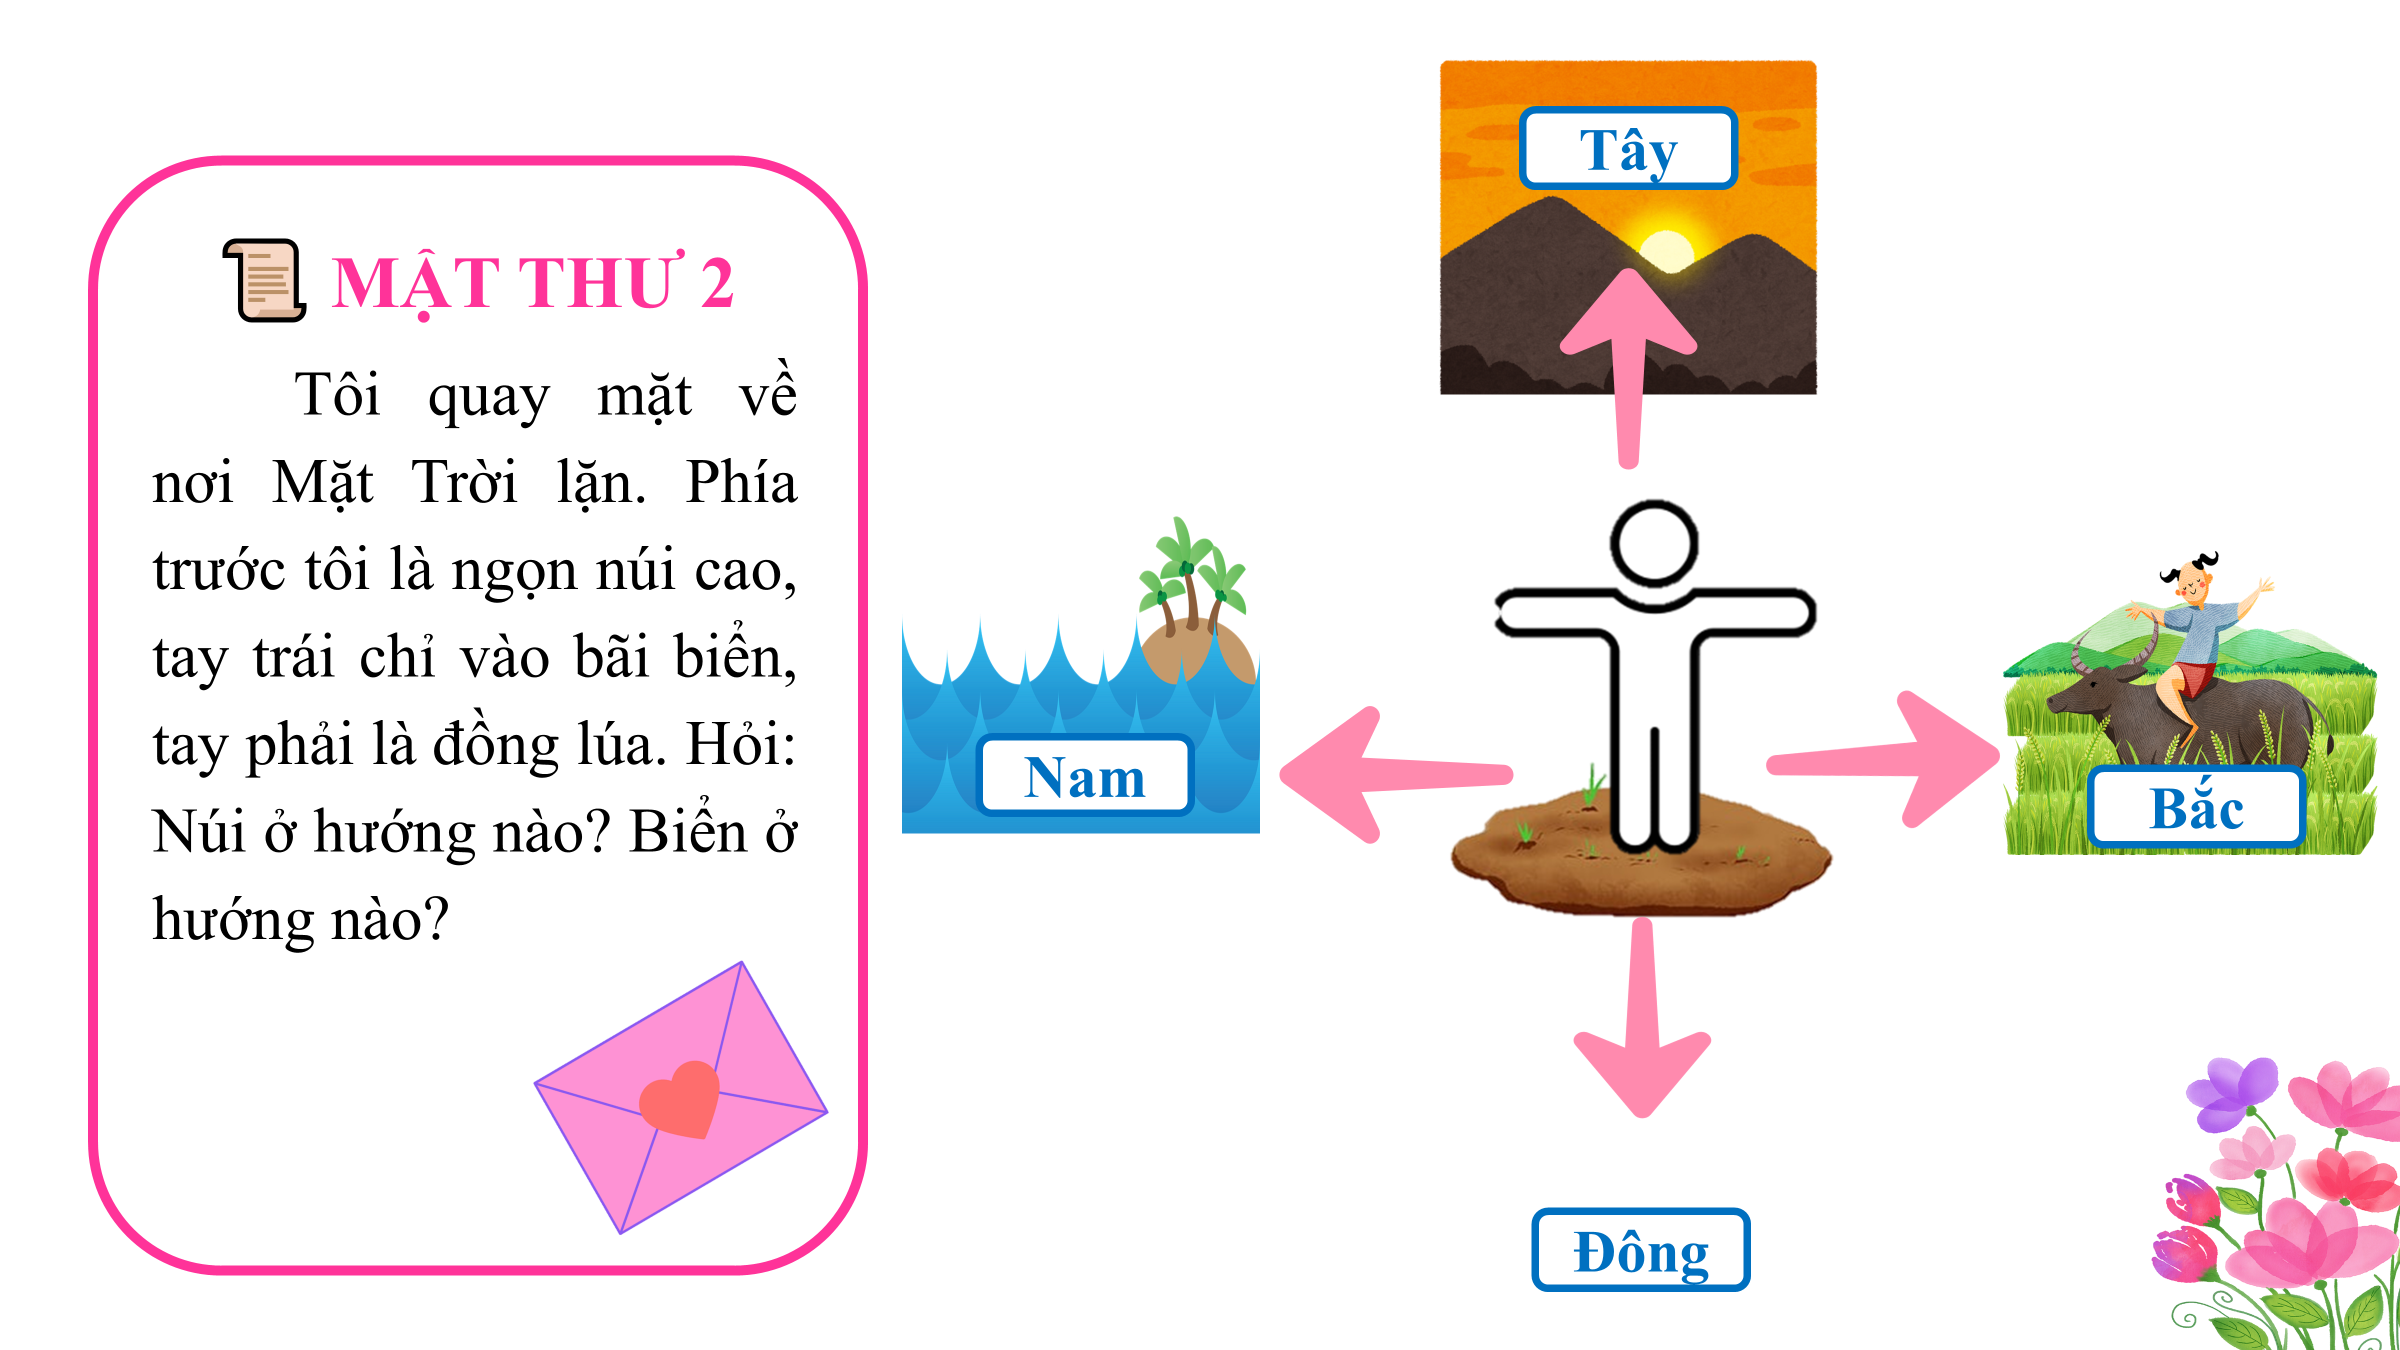 MẬT THƯ 2
Tôi quay mặt về
nơi Mặt Trời lặn. Phía
trước tôi là ngọn núi cao,
tay trái chỉ vào bãi biển,
tay phải là đồng lúa. Hỏi:
Núi ở hướng nào? Biển ở
hướng nào?
Tây
Nam
Bắc
Đông